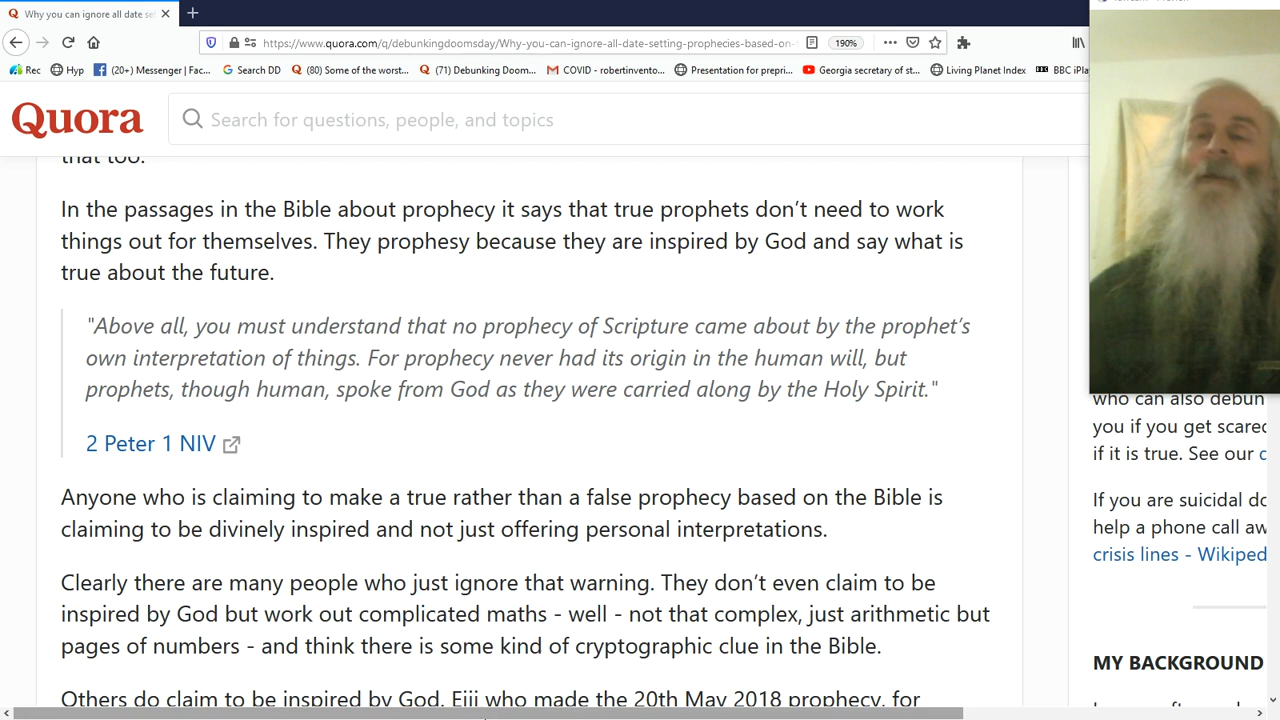 Why you can ignore all date se
https://www.quora.com/q/debunkingdoomsday/Why-you-can-ignore-all-date-setting-prophecies-based-on-
190%
Rec
Hyp
(20+) Messenger | Fac...
Search DD
(80) Some of the worst...
(71) Debunking Doom...
COVID - robertinvento...
Presentation for prepri...
Georgia secretary of st...
Living Planet Index
BBC iPla
Quora
Search for questions, people, and topics
that too.
In the passages in the Bible about prophecy it says that true prophets don’t need to work
things out for themselves. They prophesy because they are inspired by God and say what is
true about the future.
"Above all, you must understand that no prophecy of Scripture came about by the prophet’s
own interpretation of things. For prophecy never had its origin in the human will, but
prophets, though human, spoke from God as they were carried along by the Holy Spirit."
2 Peter 1 NIV
Anyone who is claiming to make a true rather than a false prophecy based on the Bible is
claiming to be divinely inspired and not just offering personal interpretations.
Clearly there are many people who just ignore that warning. They don’t even claim to be
inspired by God but work out complicated maths - well - not that complex, just arithmetic but
pages of numbers - and think there is some kind of cryptographic clue in the Bible.
Others do claim to be inspired by God. Eiji who made the 20th May 2018 prophecy, for
who can also debun
you if you get scared
if it is true. See our c
If you are suicidal do
help a phone call aw
crisis lines - Wikiped
MY BACKGROUND